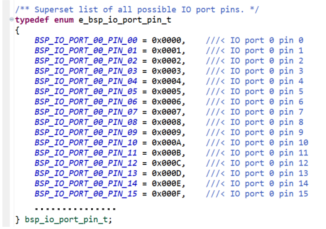 /** Superset list of all possible IO port pins. */
typedef enum e_bsp_io_port_pin_t
{
BSP_IO_PORT_00_PIN_00 = 0x0000, ///< IO port 0 pin 0
BSP_IO_PORT_00_PIN_01 = 0x0001, ///< IO port 0 pin 1
BSP_IO_PORT_00_PIN_02 = 0x0002, ///< IO port 0 pin 2
BSP_IO_PORT_00_PIN_03 = 0x0003, ///< IO port 0 pin 3
BSP_IO_PORT_00_PIN_04 = 0x0004, ///< IO port 0 pin 4
BSP_IO_PORT_00_PIN_05 = 0x0005, ///< IO port 0 pin 5
BSP_IO_PORT_00_PIN_06 = 0x0006, ///< IO port 0 pin 6
BSP_IO_PORT_00_PIN_07 = 0x0007, ///< IO port 0 pin 7
BSP_IO_PORT_00_PIN_08 = 0x0008, ///< IO port 0 pin 8
BSP_IO_PORT_00_PIN_09 = 0x0009, ///< IO port 0 pin 9
BSP_IO_PORT_00_PIN_10 = 0x000A, ///< IO port 0 pin 10
BSP_IO_PORT_00_PIN_11 = 0x000B, ///< IO port 0 pin 11
BSP_IO_PORT_00_PIN_12 = 0x000C, ///< IO port 0 pin 12
BSP_IO_PORT_00_PIN_13 = 0x000D, ///< IO port 0 pin 13
BSP_IO_PORT_00_PIN_14 = 0x000E, ///< IO port 0 pin 14
BSP_IO_PORT_00_PIN_15 = 0x000F, ///< IO port 0 pin 15
...............
} bsp_io_port_pin_t;